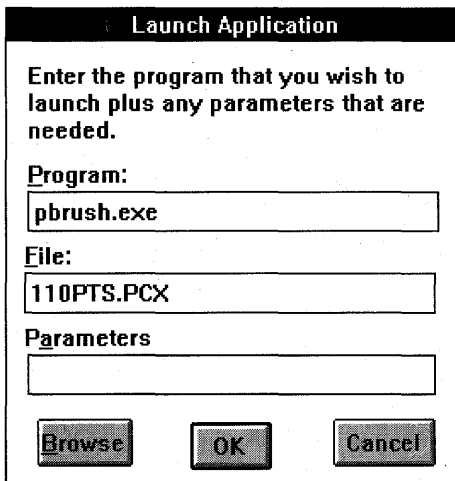 Launch Application
Enter the program that you wish to
launch plus any parameters that are
needed.
Program:
pbrush.exe
File:
110PTS.PCX
Parameters
Browse
OK
Cancel